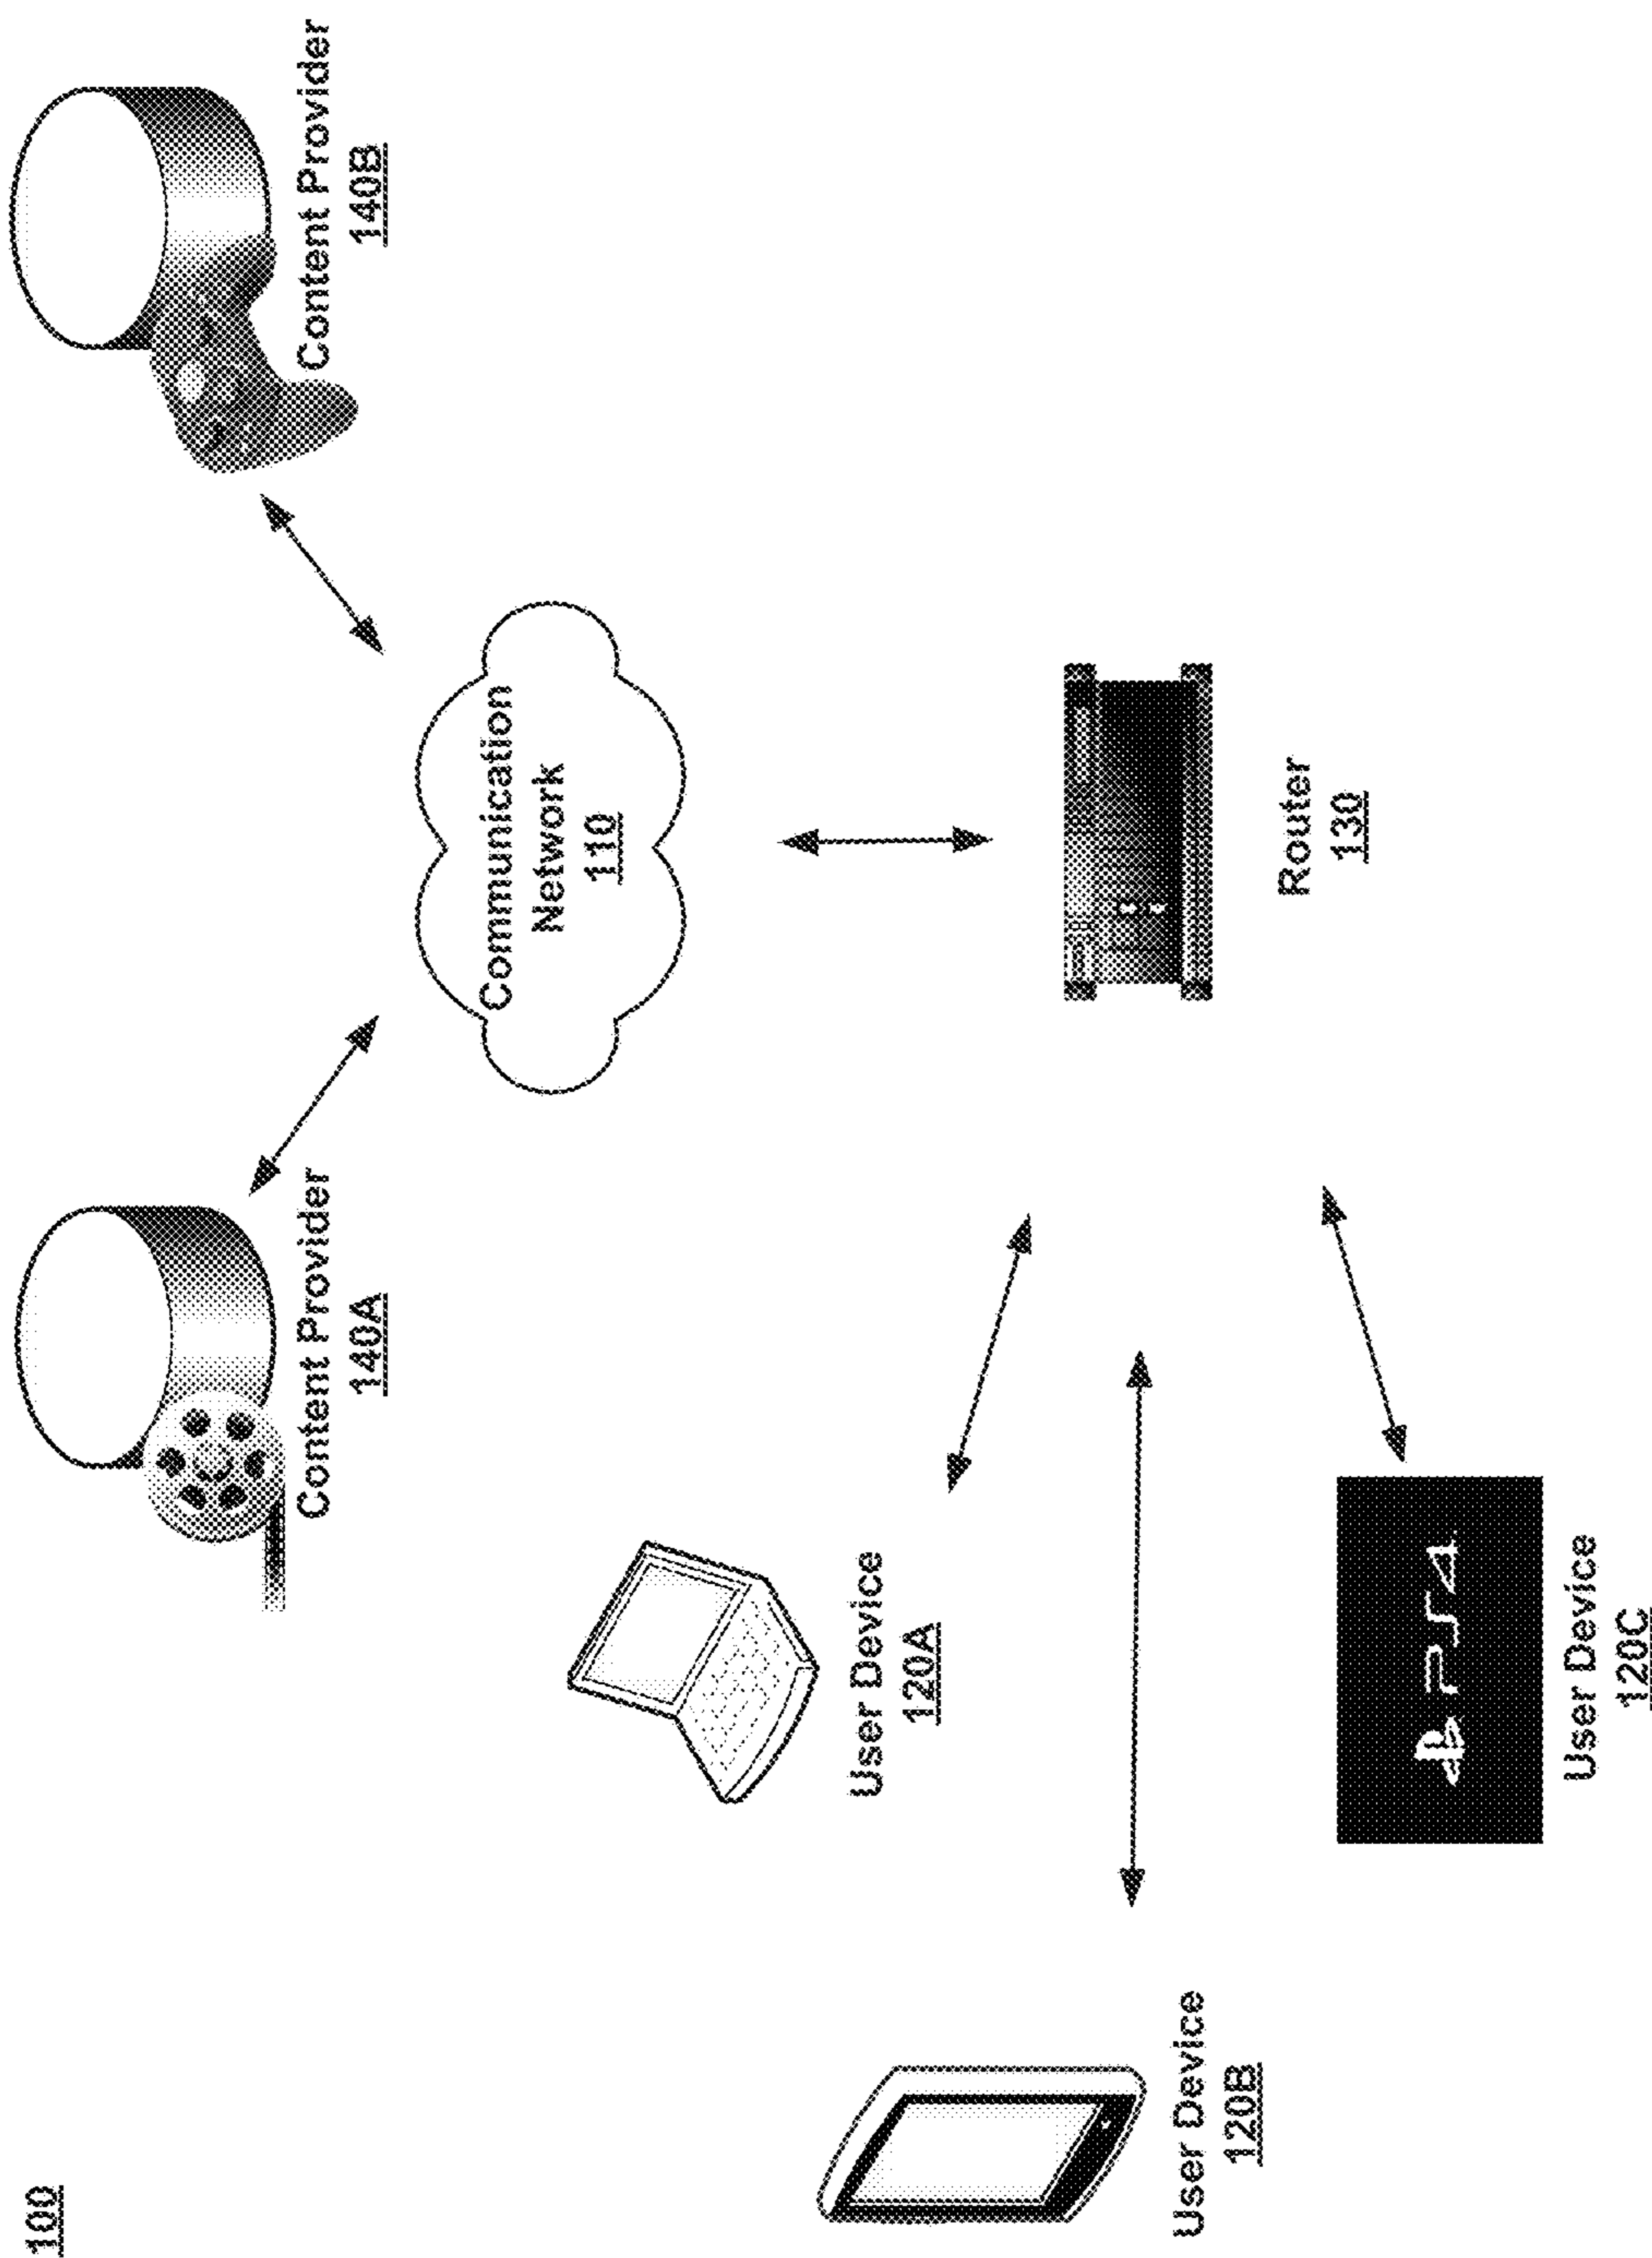 100
Content Provider
140A
Content Provider
140B
Communication
Network
110
User Device
120A
User Device
120B
Router
130
PS4
User Device
120C